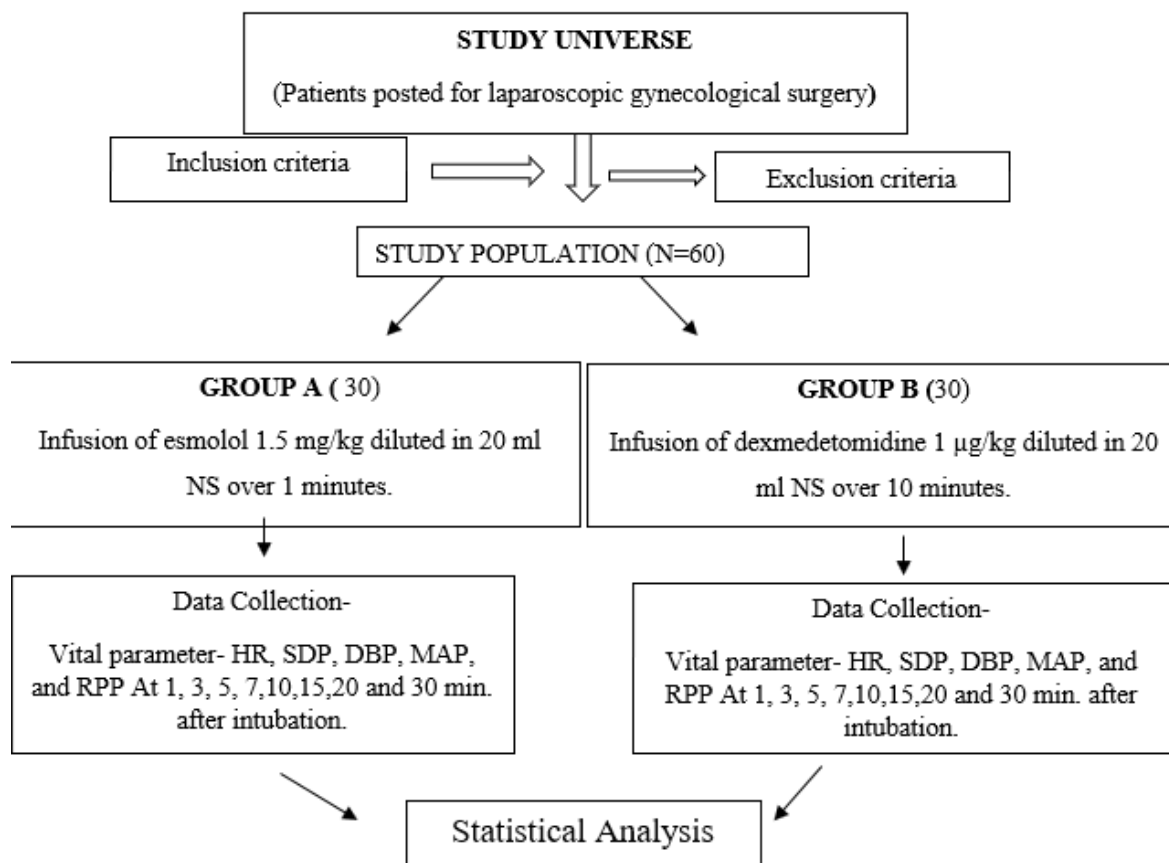 STUDY UNIVERSE
(Patients posted for laparoscopic gynecological surgery)
Inclusion criteria
Exclusion criteria
STUDY POPULATION (N=60)
GROUP A ( 30)
Infusion of esmolol 1.5 mg/kg diluted in 20 ml
NS over 1 minutes.
GROUP B (30)
Infusion of dexmedetomidine 1 µg/kg diluted in 20
ml NS over 10 minutes.
Data Collection-
Vital parameter- HR, SDP, DBP, MAP,
and RPP At 1, 3, 5, 7,10,15,20 and 30 min.
after intubation.
Data Collection-
Vital parameter- HR, SDP, DBP, MAP, and
RPP At 1, 3, 5, 7,10,15,20 and 30 min. after
intubation.
Statistical Analysis